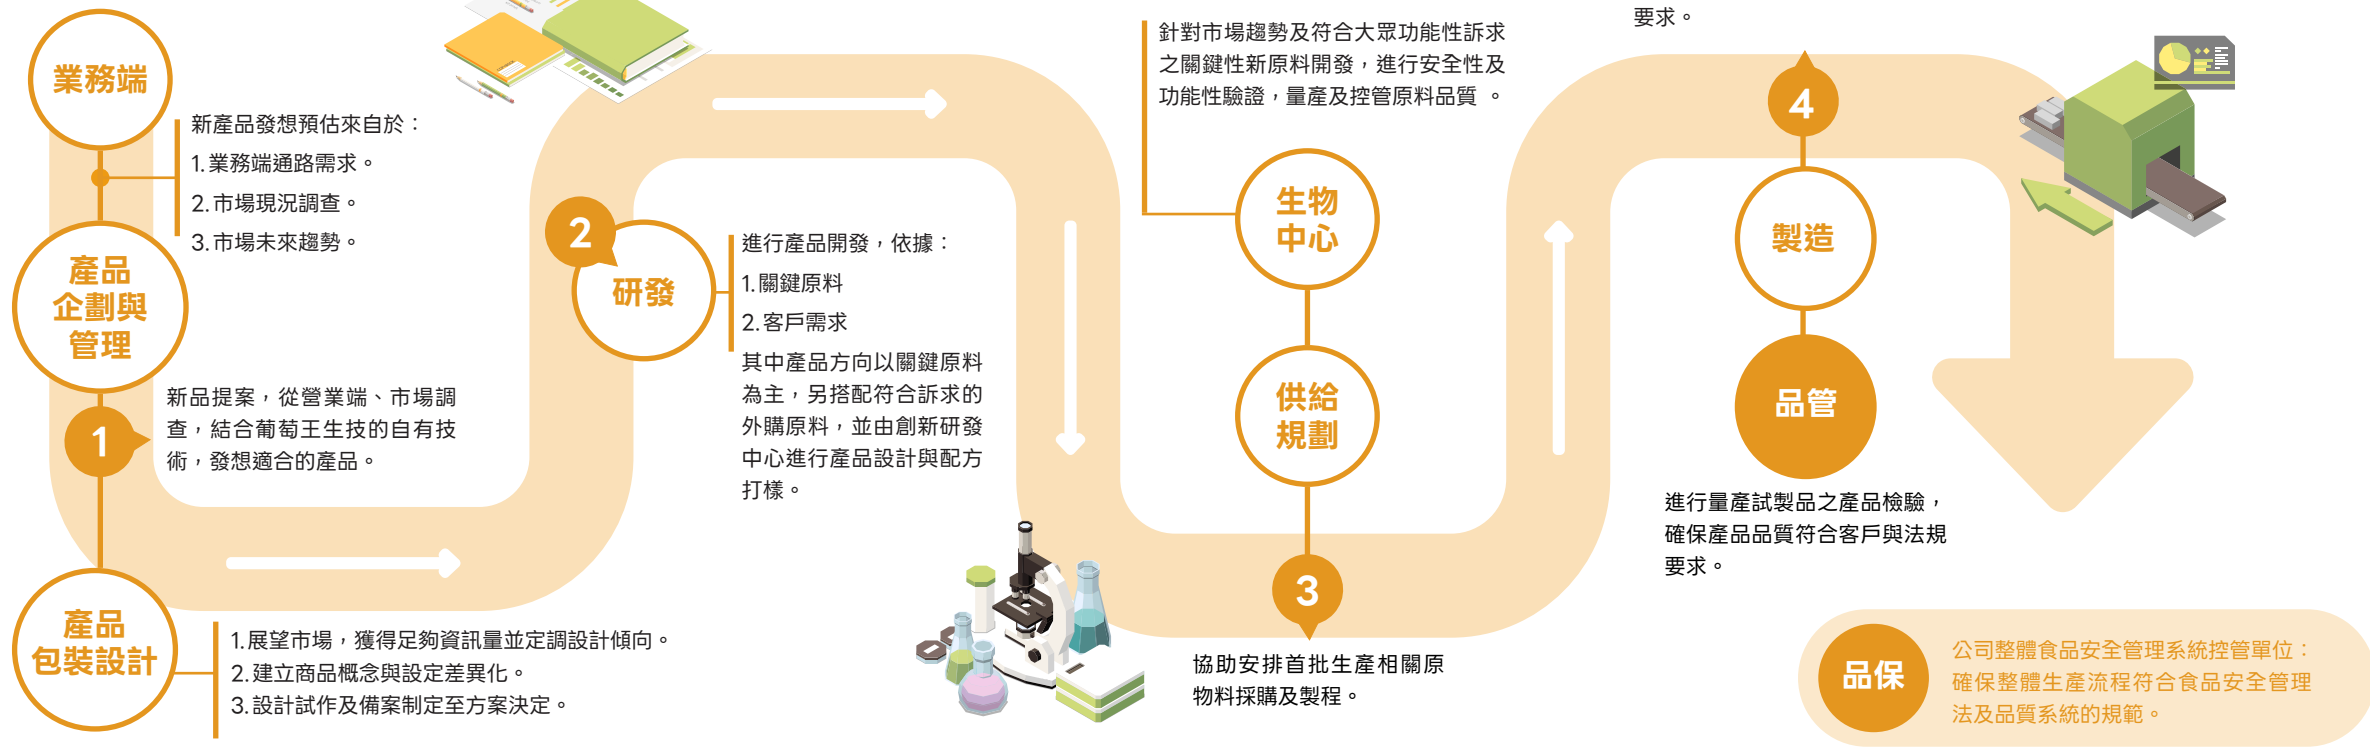 業務端
新產品發想預估來自於：
1.業務端通路需求。
2.市場現況調查。
3.市場未來趨勢。
產品
企劃與
管理
1
新品提案，從營業端、市場調
查，結合葡萄王生技的自有技
術，發想適合的產品。
產品
包裝設計
1.展望市場，獲得足夠資訊量並定調設計傾向。
2.建立商品概念與設定差異化。
3.設計試作及備案制定至方案決定。
2
研發
進行產品開發，依據：
1.關鍵原料
2.客戶需求
其中產品方向以關鍵原料
為主，另搭配符合訴求的
外購原料，並由創新研發
中心進行產品設計與配方
打樣。
針對市場趨勢及符合大眾功能性訴求
之關鍵性新原料開發，進行安全性及
功能性驗證，量產及控管原料品質 。
生物
中心
供給
規劃
3
協助安排首批生產相關原
物料採購及製程。
要求。
4
製造
品管
進行量產試製品之產品檢驗，
確保產品品質符合客戶與法規
要求。
品保
公司整體食品安全管理系統控管單位：
確保整體生產流程符合食品安全管理
法及品質系統的規範。